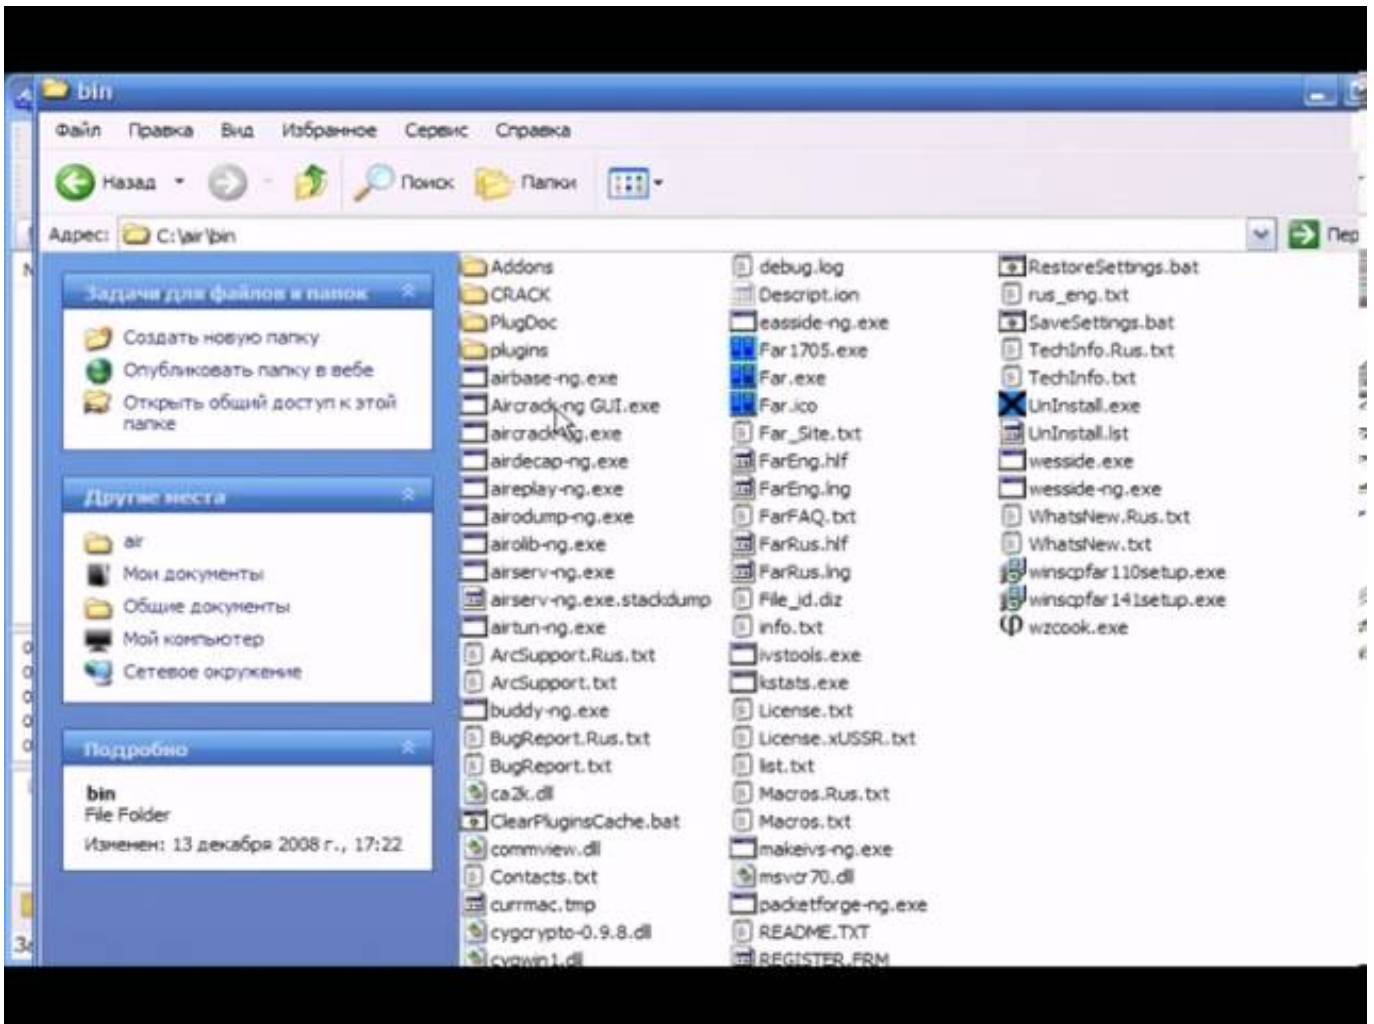 bin
Файл Правка Вид Избранное Сервис Справка
Назад Поиск Папки
Адрес: C:\air\bin
Задачи для файлов и папок
Создать новую папку
Опубликовать папку в вебе
Открыть общий доступ к этой
папке
Другие места
air
Мои документы
Общие документы
Мой компьютер
Сетевое окружение
Подробно
bin
File Folder
Изменен: 13 декабря 2008 г., 17:22
Addons
CRACK
PlugDoc
plugins
airbase-ng.exe
Aircrack-ng GUI.exe
aircrack-ng.exe
airdecap-ng.exe
aireplay-ng.exe
airodump-ng.exe
airolib-ng.exe
airserv-ng.exe
airserv-ng.exe.stackdump
airtun-ng.exe
ArcSupport.Rus.txt
ArcSupport.txt
buddy-ng.exe
BugReport.Rus.txt
BugReport.txt
ca2k.dll
ClearPluginsCache.bat
commview.dll
Contacts.txt
currmac.tmp
cygcrypto-0.9.8.dll
cygwin1.dll
debug.log
Descript.ion
easside-ng.exe
Far1705.exe
Far.exe
Far.ico
Far_Site.txt
FarEng.hlf
FarEng.lng
FarFAQ.txt
FarRus.hlf
FarRus.lng
File_id.diz
info.txt
ivstools.exe
kstats.exe
License.txt
License.xUSSR.txt
list.txt
Macros.Rus.txt
Macros.txt
makeivs-ng.exe
msvcr70.dll
packetforge-ng.exe
README.TXT
REGISTER.FRM
RestoreSettings.bat
rus_eng.txt
SaveSettings.bat
TechInfo.Rus.txt
TechInfo.txt
UnInstall.exe
UnInstall.lst
wesside.exe
wesside-ng.exe
WhatsNew.Rus.txt
WhatsNew.txt
winscpfar110setup.exe
winscpfar141setup.exe
wzcook.exe